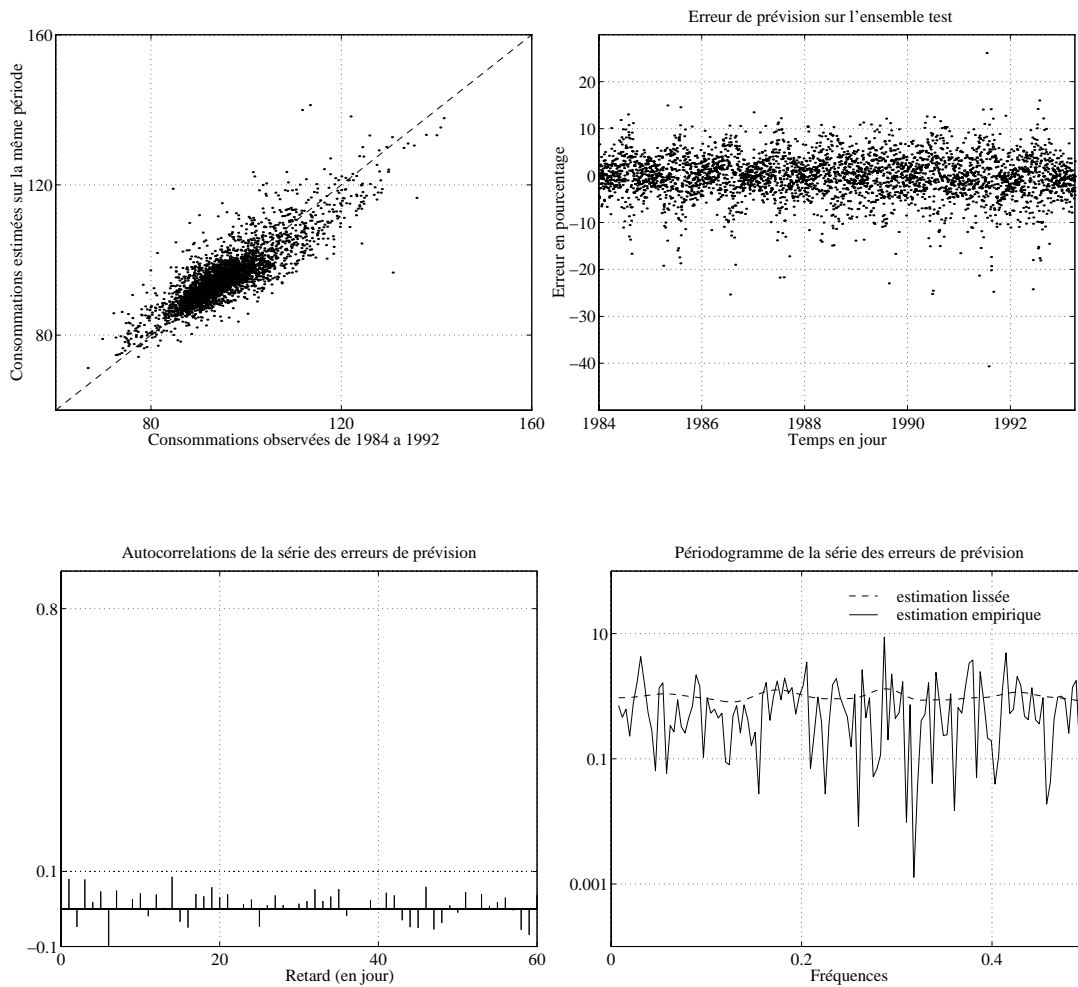 Erreur de prévision sur l'ensemble test
160
120
80
80
120
160
Consommations estimées sur la même période
Consommations observées de 1984 a 1992
30
20
10
0
−10
−20
−30
−40
1984
1986
1988
1990
1992
Erreur en pourcentage
Temps en jour
Autocorrelations de la série des erreurs de prévision
0.8
0.1
−0.1
0
20
40
60
Retard (en jour)
Périodogramme de la série des erreurs de prévision
estimation lissée
estimation empirique
10
0.1
0.001
0
0.2
0.4
Fréquences